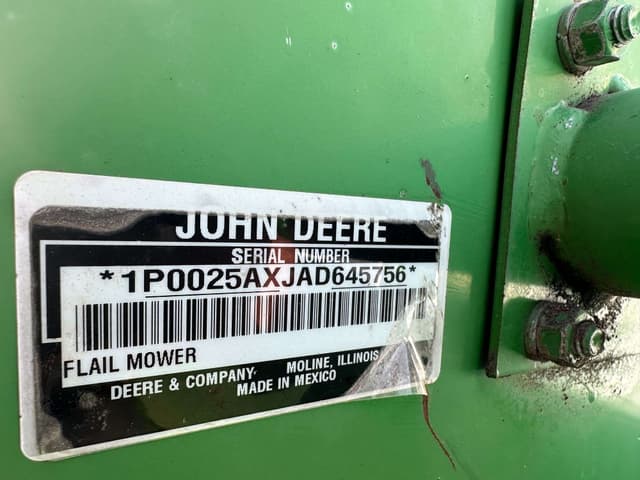 JOHN DEERE
SERIAL NUMBER
*1P0025AXJAD645756*
FLAIL MOWER
DEERE & COMPANY MOLINE, ILLINOIS
MADE IN MEXICO